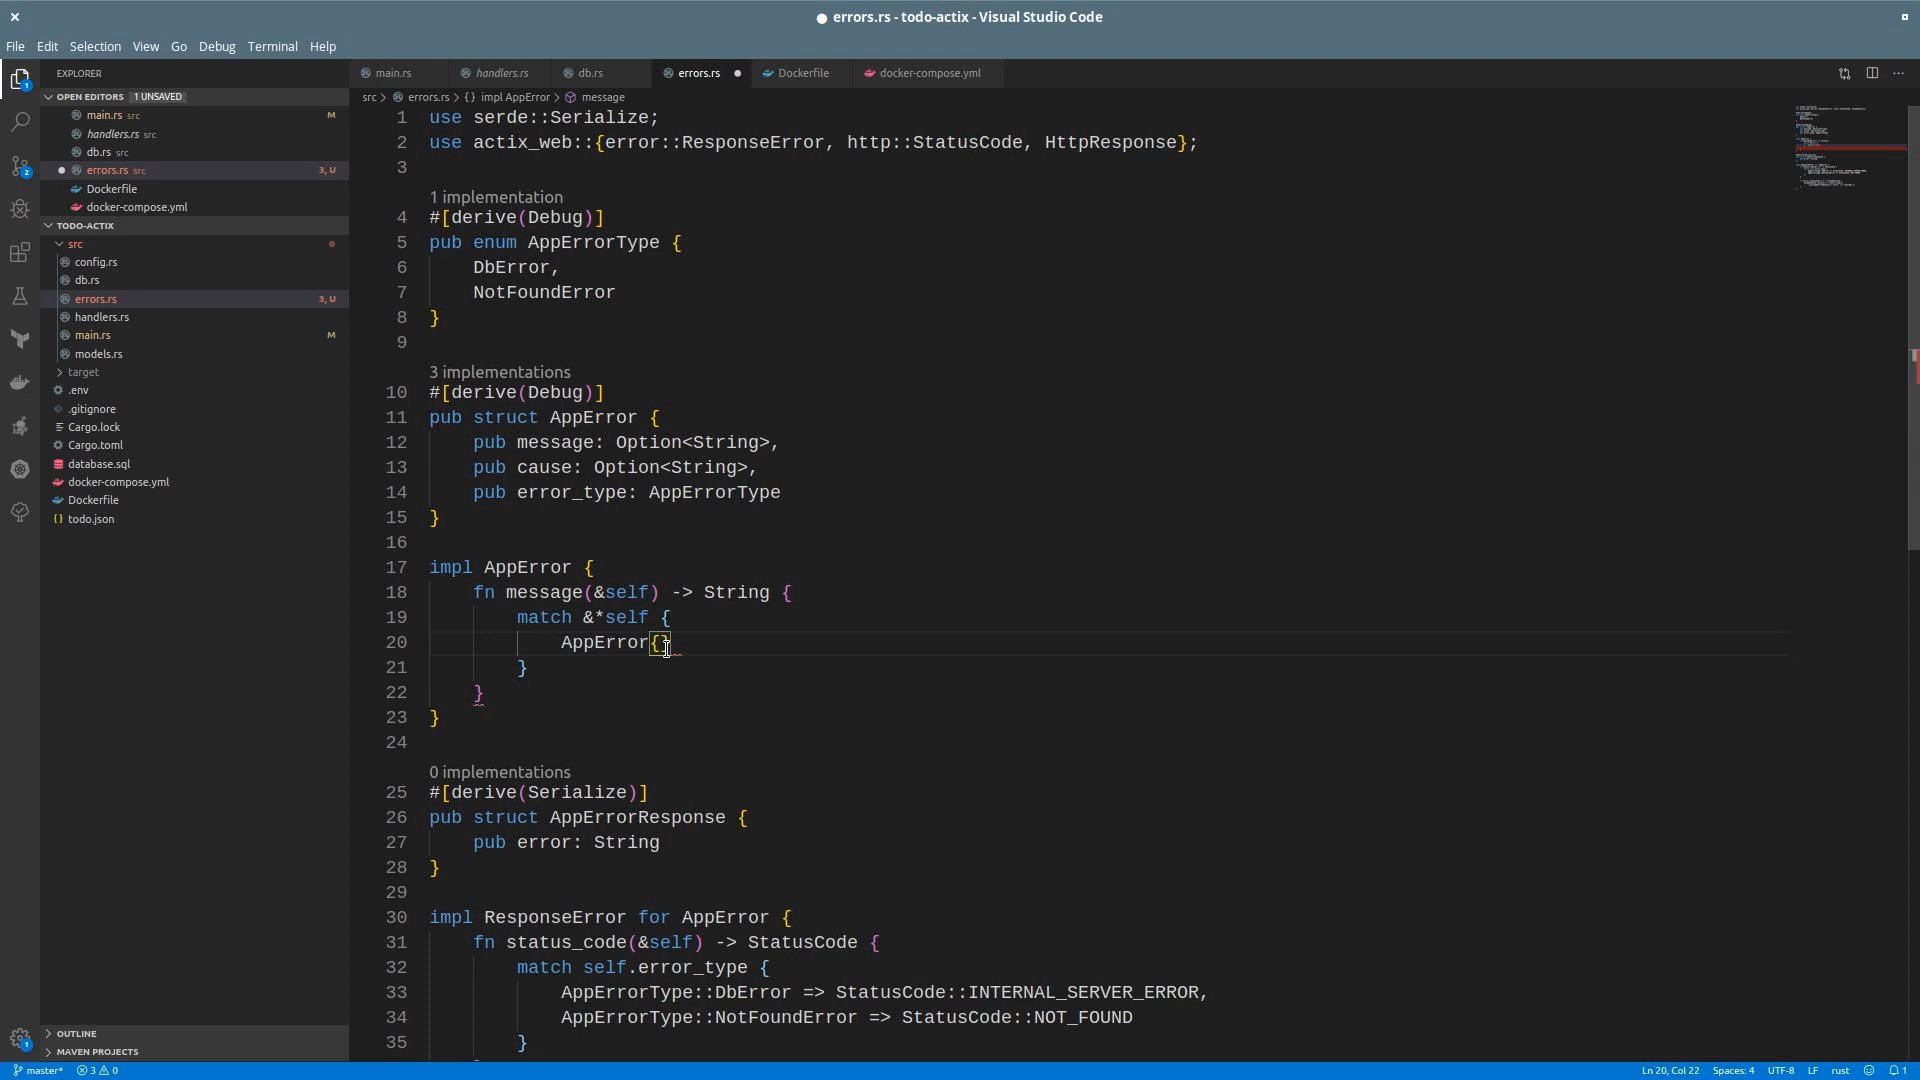 errors.rs - todo-actix - Visual Studio Code
File Edit Selection View Go Debug Terminal Help
EXPLORER
OPEN EDITORS 1 UNSAVED
main.rs src M
handlers.rs src
db.rs src
errors.rs src 3, U
Dockerfile
docker-compose.yml
TODO-ACTIX
src
config.rs
db.rs
errors.rs 3, U
handlers.rs
main.rs M
models.rs
target
.env
.gitignore
Cargo.lock
Cargo.toml
database.sql
docker-compose.yml
Dockerfile
todo.json
OUTLINE
MAVEN PROJECTS
1
2
1
main.rs handlers.rs db.rs errors.rs Dockerfile docker-compose.yml
src > errors.rs > {} impl AppError > message
1 use serde::Serialize;
2 use actix_web::{error::ResponseError, http::StatusCode, HttpResponse};
3
1 implementation
4 #[derive(Debug)]
5 pub enum AppErrorType {
6 DbError,
7 NotFoundError
8 }
9
3 implementations
10 #[derive(Debug)]
11 pub struct AppError {
12 pub message: Option<String>,
13 pub cause: Option<String>,
14 pub error_type: AppErrorType
15 }
16
17 impl AppError {
18 fn message(&self) -> String {
19 match &*self {
20 AppError{}
21 }
22 }
23 }
24
0 implementations
25 #[derive(Serialize)]
26 pub struct AppErrorResponse {
27 pub error: String
28 }
29
30 impl ResponseError for AppError {
31 fn status_code(&self) -> StatusCode {
32 match self.error_type {
33 AppErrorType::DbError => StatusCode::INTERNAL_SERVER_ERROR,
34 AppErrorType::NotFoundError => StatusCode::NOT_FOUND
35 }
master* 3 0 Ln 20, Col 22 Spaces: 4 UTF-8 LF rust 1